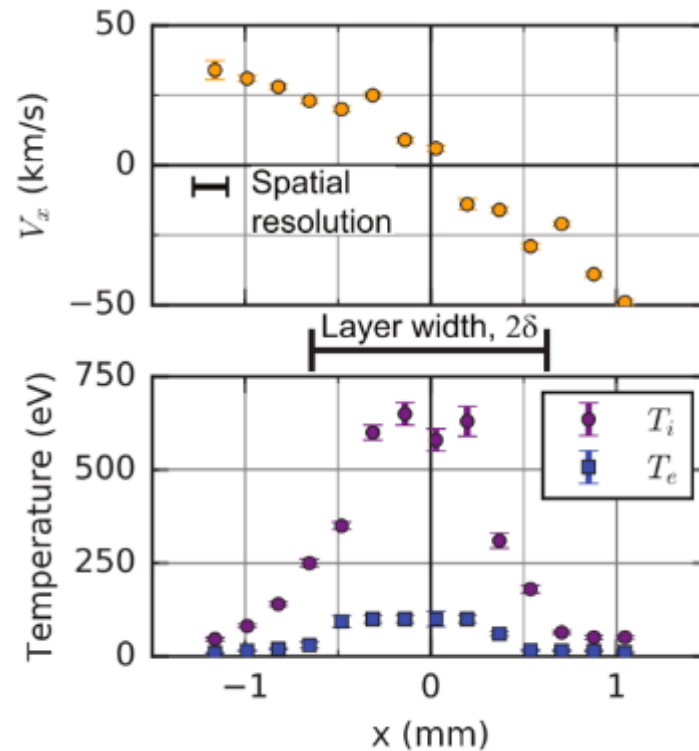 50
0
−50
V_x (km/s)
Spatial
resolution
Layer width, 2δ
750
500
250
0
Temperature (eV)
T_i
T_e
−1
0
1
x (mm)